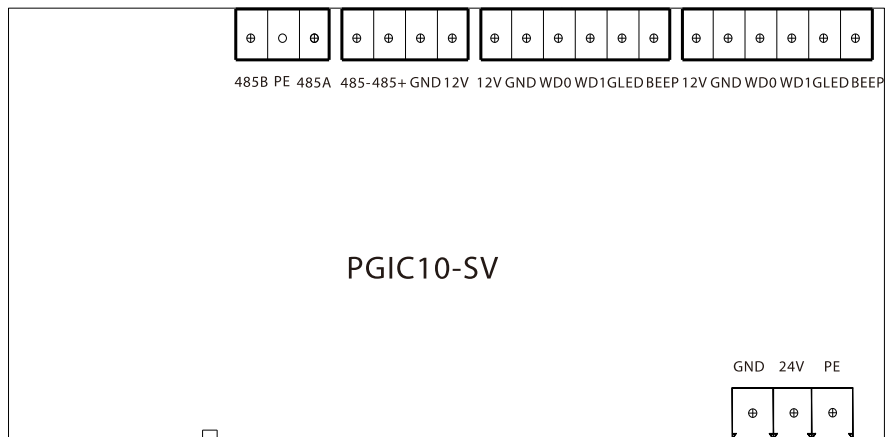 485B PE 485A 485- 485+ GND 12V 12V GND WD0 WD1 GLED BEEP 12V GND WD0 WD1 GLED BEEP
PGIC10-SV
GND 24V PE